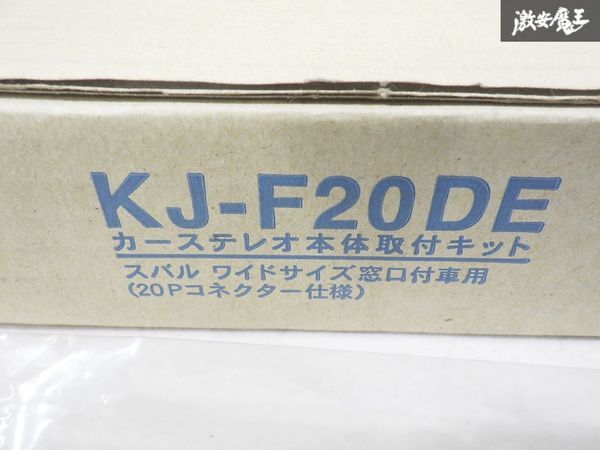 激安魔王
KJ-F20DE
カーステレオ本体取付キット
スバル ワイドサイズ窓口付車用
(20Pコネクター仕様)